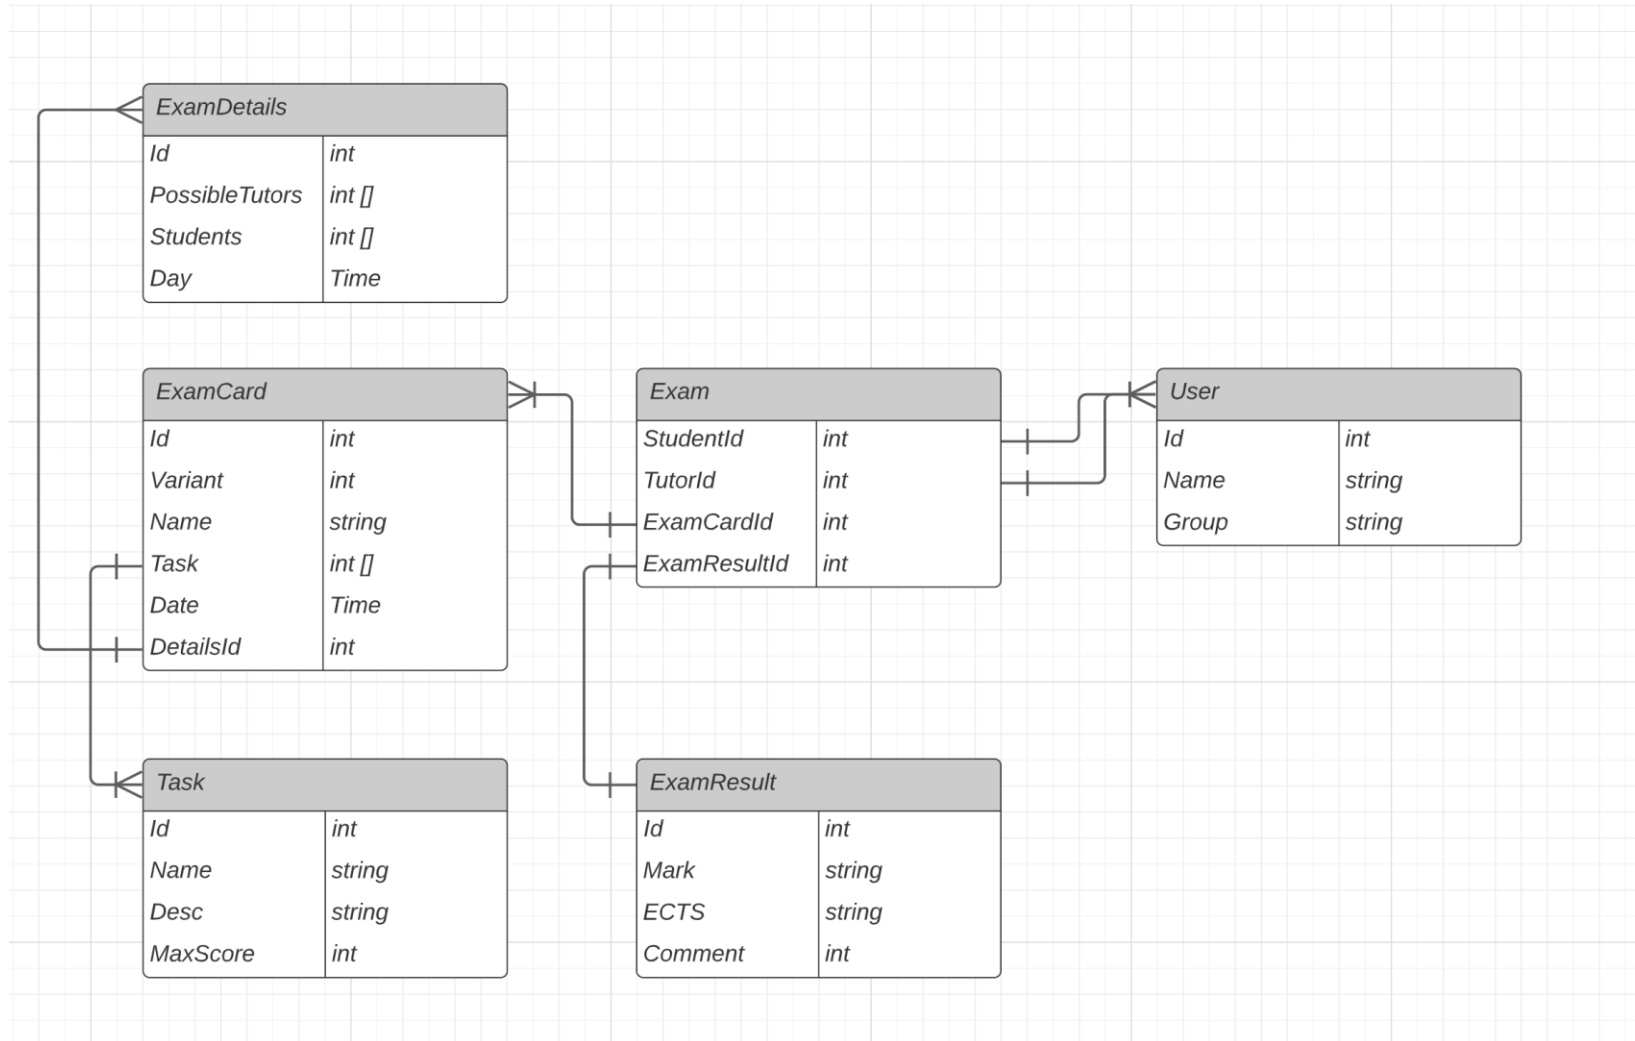 ExamDetails
Id int
PossibleTutors int []
Students int []
Day Time
ExamCard
Id int
Variant int
Name string
Task int []
Date Time
DetailsId int
Exam
StudentId int
TutorId int
ExamCardId int
ExamResultId int
User
Id int
Name string
Group string
Task
Id int
Name string
Desc string
MaxScore int
ExamResult
Id int
Mark string
ECTS string
Comment int